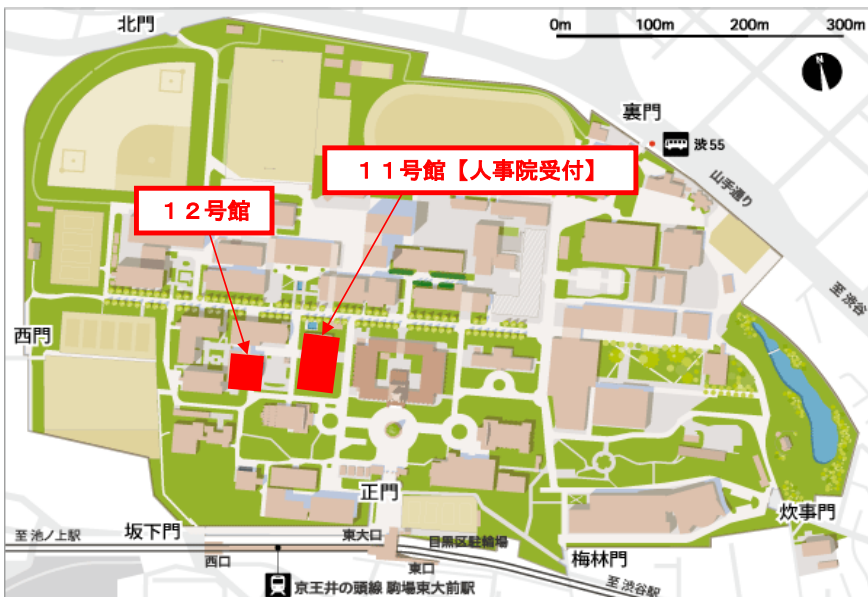 北門
0m 100m 200m 300m
N
裏門
渋55
山手通り
１１号館【人事院受付】
１２号館
至 渋谷
西門
正門
坂下門
炊事門
至 池ノ上駅
東大口
目黒区駐輪場
西口
東口
梅林門
至 渋谷駅
京王井の頭線 駒場東大前駅